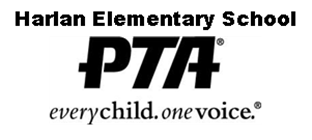 Harlan Elementary School
PTA®
everychild.onevoice.®